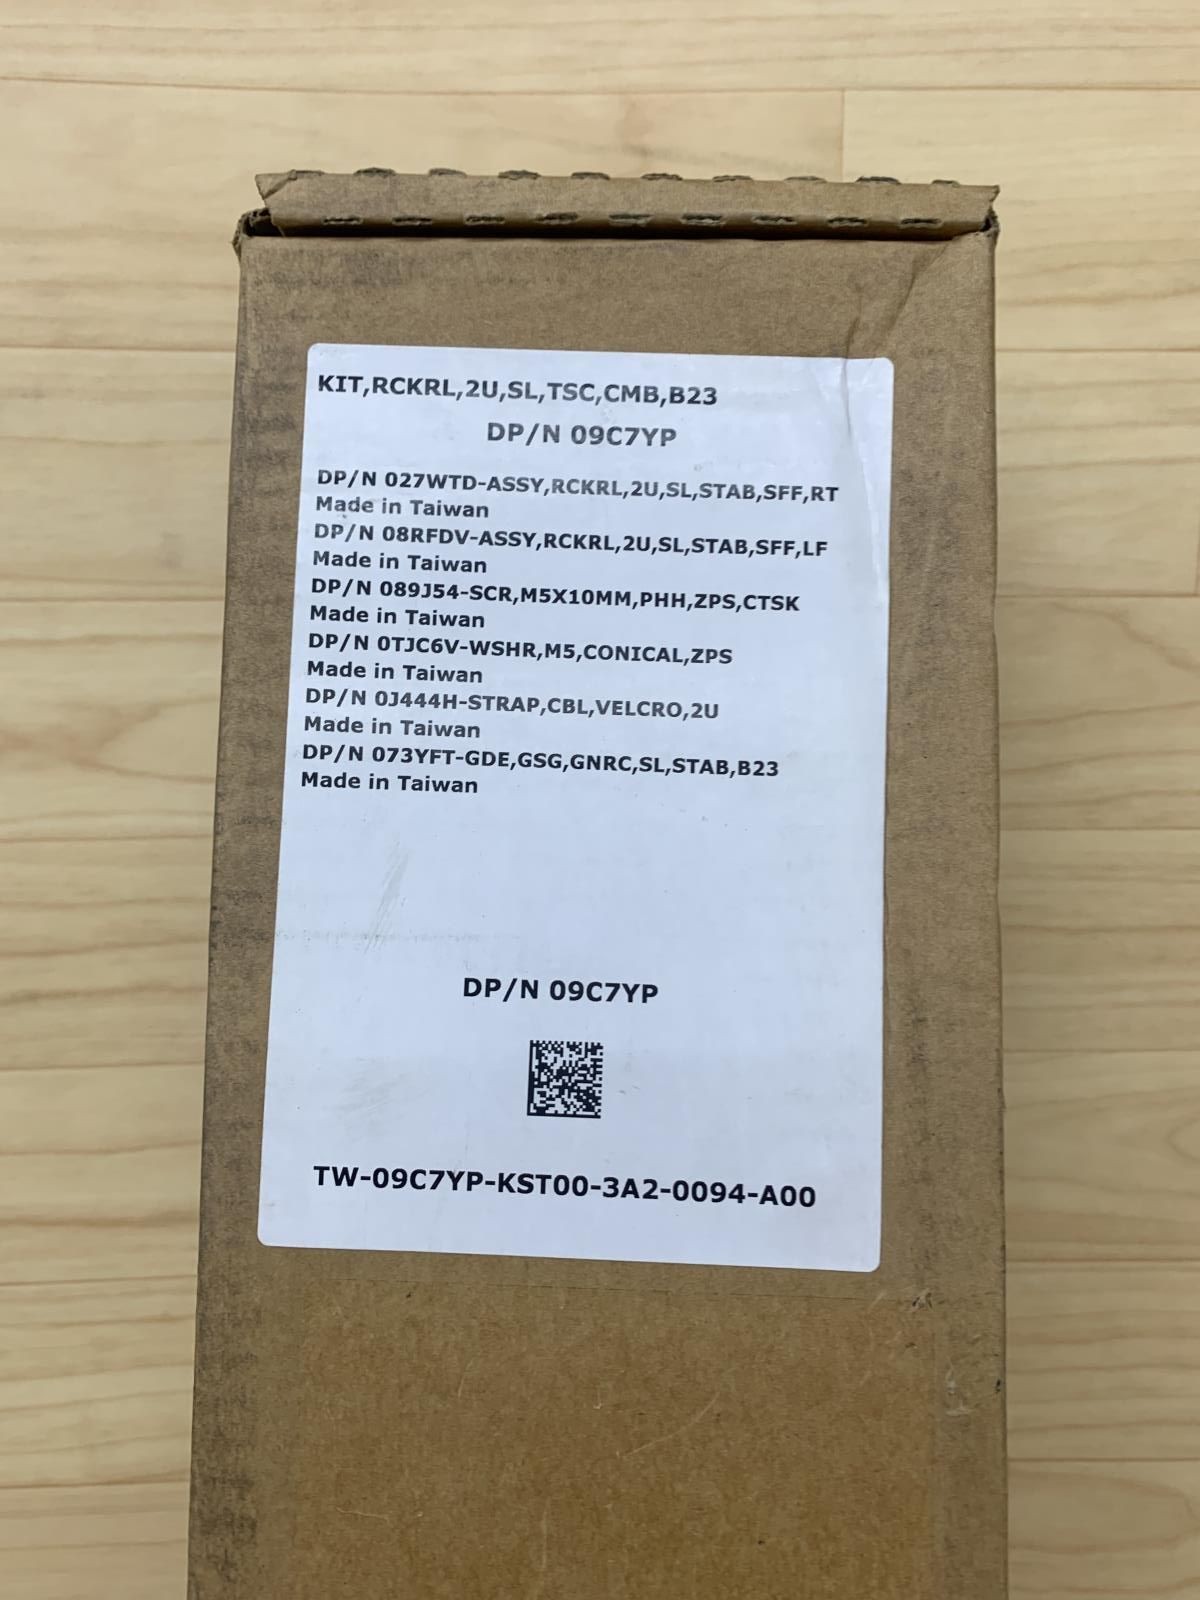 KIT,RCKRL,2U,SL,TSC,CMB,B23
DP/N 09C7YP
DP/N 027WTD-ASSY,RCKRL,2U,SL,STAB,SFF,RT
Made in Taiwan
DP/N 08RFDV-ASSY,RCKRL,2U,SL,STAB,SFF,LF
Made in Taiwan
DP/N 089J54-SCR,M5X10MM,PHH,ZPS,CTSK
Made in Taiwan
DP/N 0TJC6V-WSHR,M5,CONICAL,ZPS
Made in Taiwan
DP/N 0J444H-STRAP,CBL,VELCRO,2U
Made in Taiwan
DP/N 073YFT-GDE,GSG,GNRC,SL,STAB,B23
Made in Taiwan
DP/N 09C7YP
TW-09C7YP-KST00-3A2-0094-A00